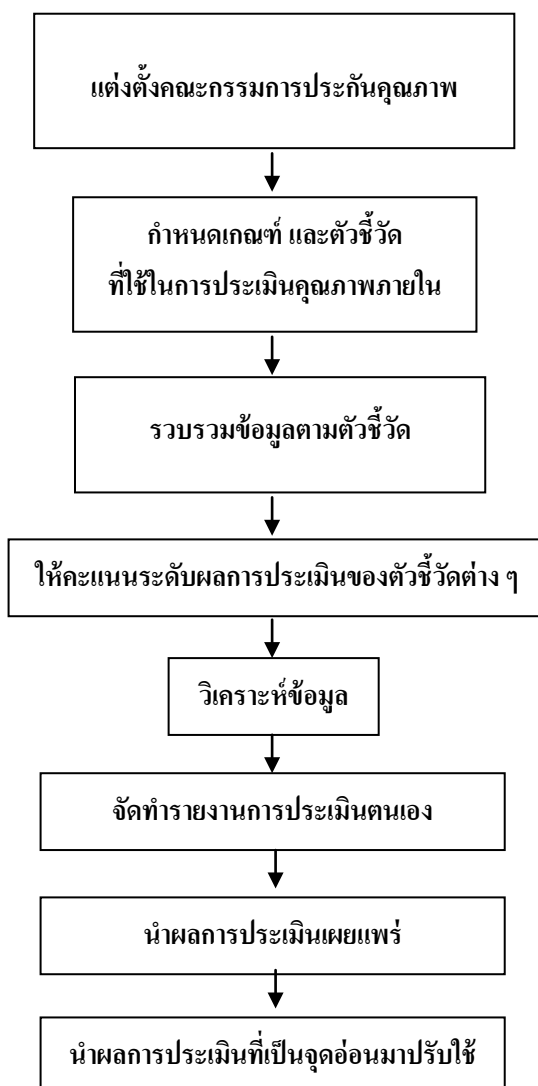 แต่งตั้งคณะกรรมการประกันคุณภาพ
กำหนดเกณฑ์ และตัวชี้วัด
ที่ใช้ในการประเมินคุณภาพภายใน
รวบรวมข้อมูลตามตัวชี้วัด
ให้คะแนนระดับผลการประเมินของตัวชี้วัดต่าง ๆ
วิเคราะห์ข้อมูล
จัดทำรายงานการประเมินตนเอง
นำผลการประเมินเผยแพร่
นำผลการประเมินที่เป็นจุดอ่อนมาปรับใช้